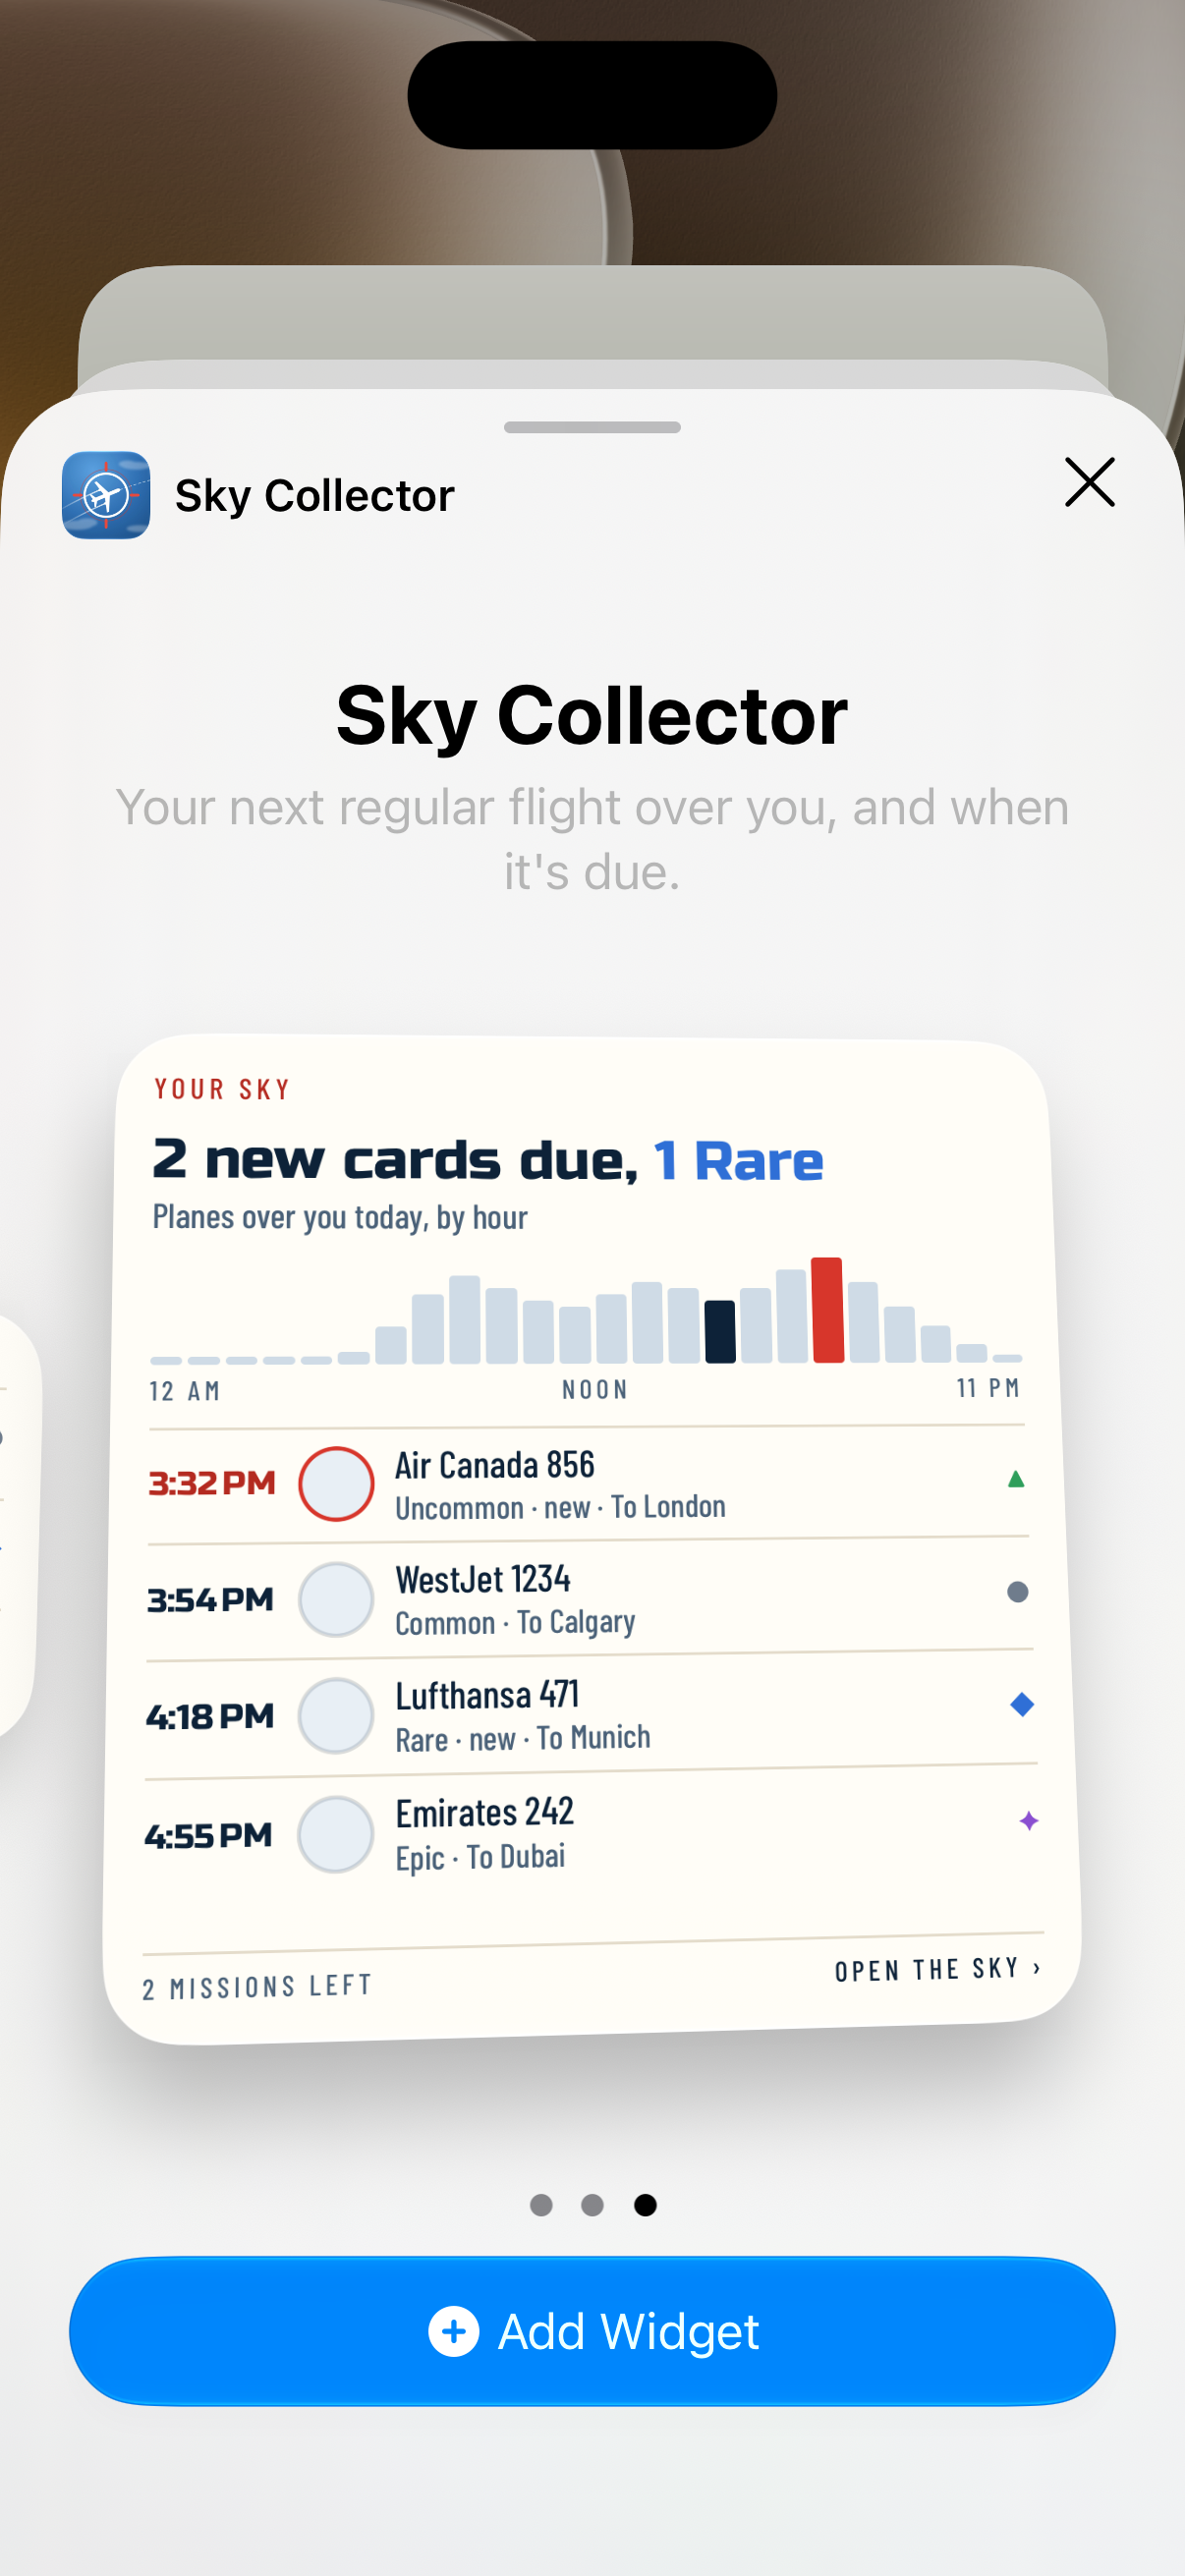 Sky Collector
Sky Collector
Your next regular flight over you, and when
it's due.
YOUR SKY
2 new cards due, 1 Rare
Planes over you today, by hour
12 AM NOON 11 PM
3:32 PM
Air Canada 856
Uncommon · new · To London
3:54 PM
WestJet 1234
Common · To Calgary
4:18 PM
Lufthansa 471
Rare · new · To Munich
4:55 PM
Emirates 242
Epic · To Dubai
2 MISSIONS LEFT
OPEN THE SKY ›
Add Widget